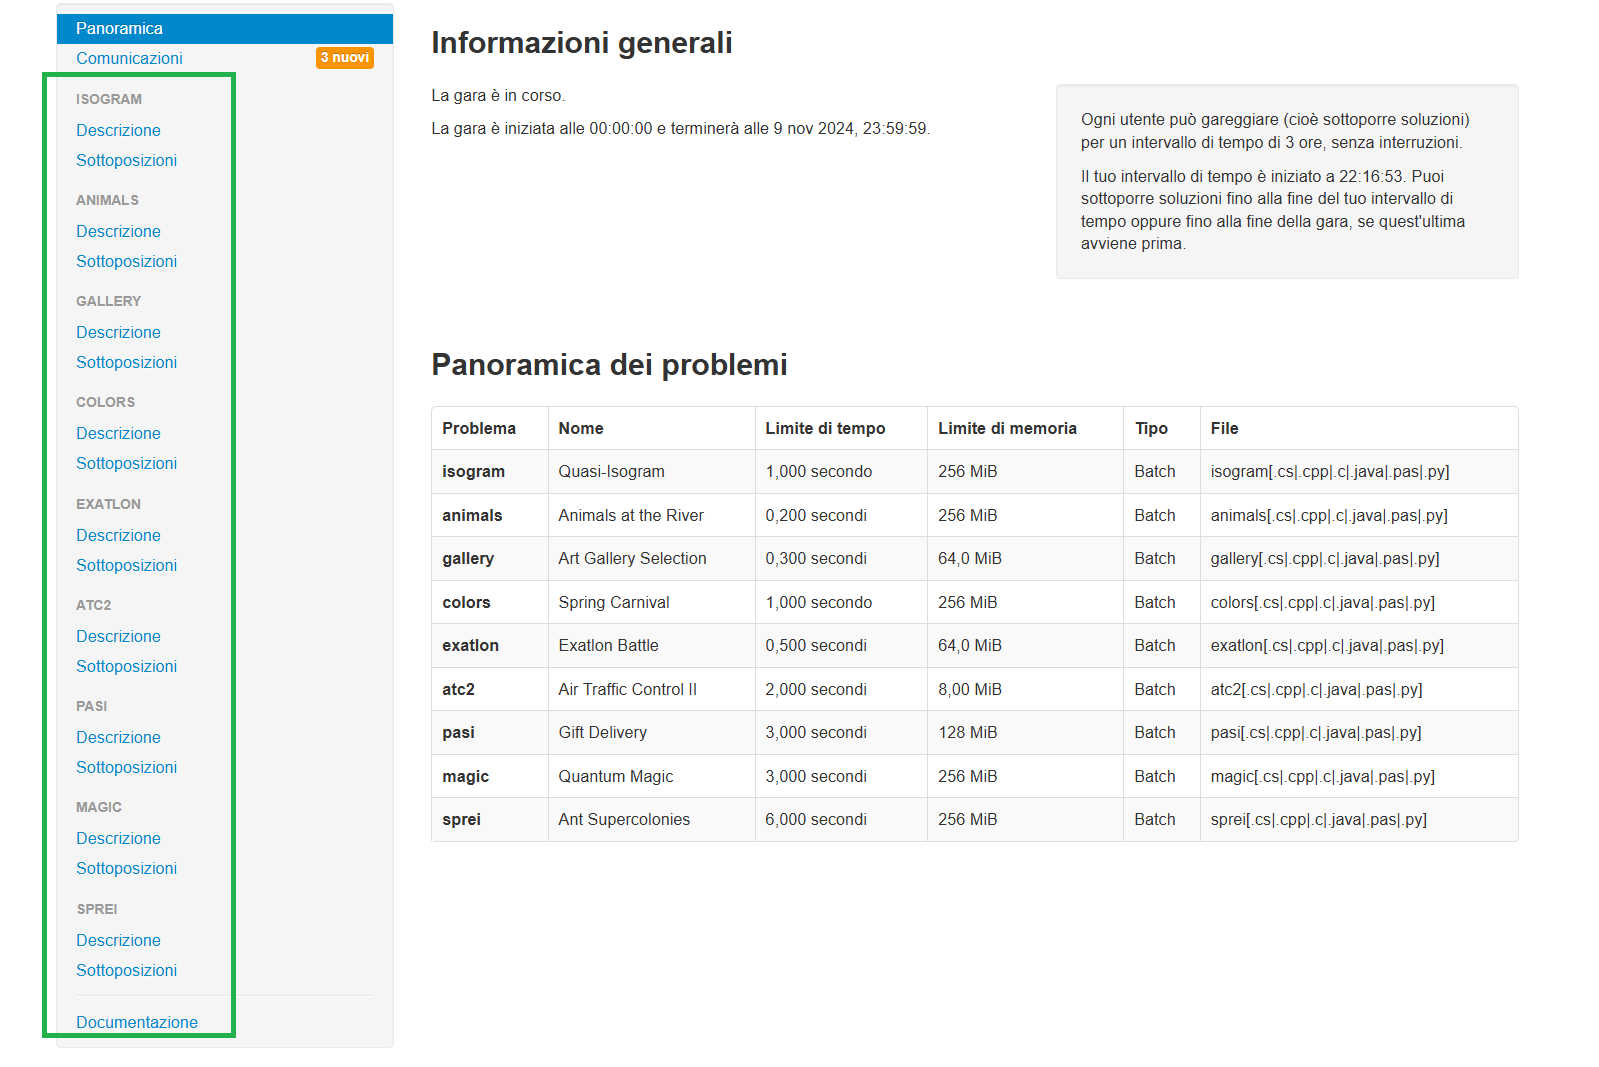 Panoramica
Comunicazioni 3 nuovi
ISOGRAM
Descrizione
Sottoposizioni
ANIMALS
Descrizione
Sottoposizioni
GALLERY
Descrizione
Sottoposizioni
COLORS
Descrizione
Sottoposizioni
EXATLON
Descrizione
Sottoposizioni
ATC2
Descrizione
Sottoposizioni
PASI
Descrizione
Sottoposizioni
MAGIC
Descrizione
Sottoposizioni
SPREI
Descrizione
Sottoposizioni
Documentazione
Informazioni generali
La gara è in corso.
La gara è iniziata alle 00:00:00 e terminerà alle 9 nov 2024, 23:59:59.
Ogni utente può gareggiare (cioè sottoporre soluzioni)
per un intervallo di tempo di 3 ore, senza interruzioni.
Il tuo intervallo di tempo è iniziato a 22:16:53. Puoi
sottoporre soluzioni fino alla fine del tuo intervallo di
tempo oppure fino alla fine della gara, se quest'ultima
avviene prima.
Panoramica dei problemi
Problema Nome Limite di tempo Limite di memoria Tipo File
isogram Quasi-Isogram 1,000 secondo 256 MiB Batch isogram[.cs|.cpp|.c|.java|.pas|.py]
animals Animals at the River 0,200 secondi 256 MiB Batch animals[.cs|.cpp|.c|.java|.pas|.py]
gallery Art Gallery Selection 0,300 secondi 64,0 MiB Batch gallery[.cs|.cpp|.c|.java|.pas|.py]
colors Spring Carnival 1,000 secondo 256 MiB Batch colors[.cs|.cpp|.c|.java|.pas|.py]
exatlon Exatlon Battle 0,500 secondi 64,0 MiB Batch exatlon[.cs|.cpp|.c|.java|.pas|.py]
atc2 Air Traffic Control II 2,000 secondi 8,00 MiB Batch atc2[.cs|.cpp|.c|.java|.pas|.py]
pasi Gift Delivery 3,000 secondi 128 MiB Batch pasi[.cs|.cpp|.c|.java|.pas|.py]
magic Quantum Magic 3,000 secondi 256 MiB Batch magic[.cs|.cpp|.c|.java|.pas|.py]
sprei Ant Supercolonies 6,000 secondi 256 MiB Batch sprei[.cs|.cpp|.c|.java|.pas|.py]